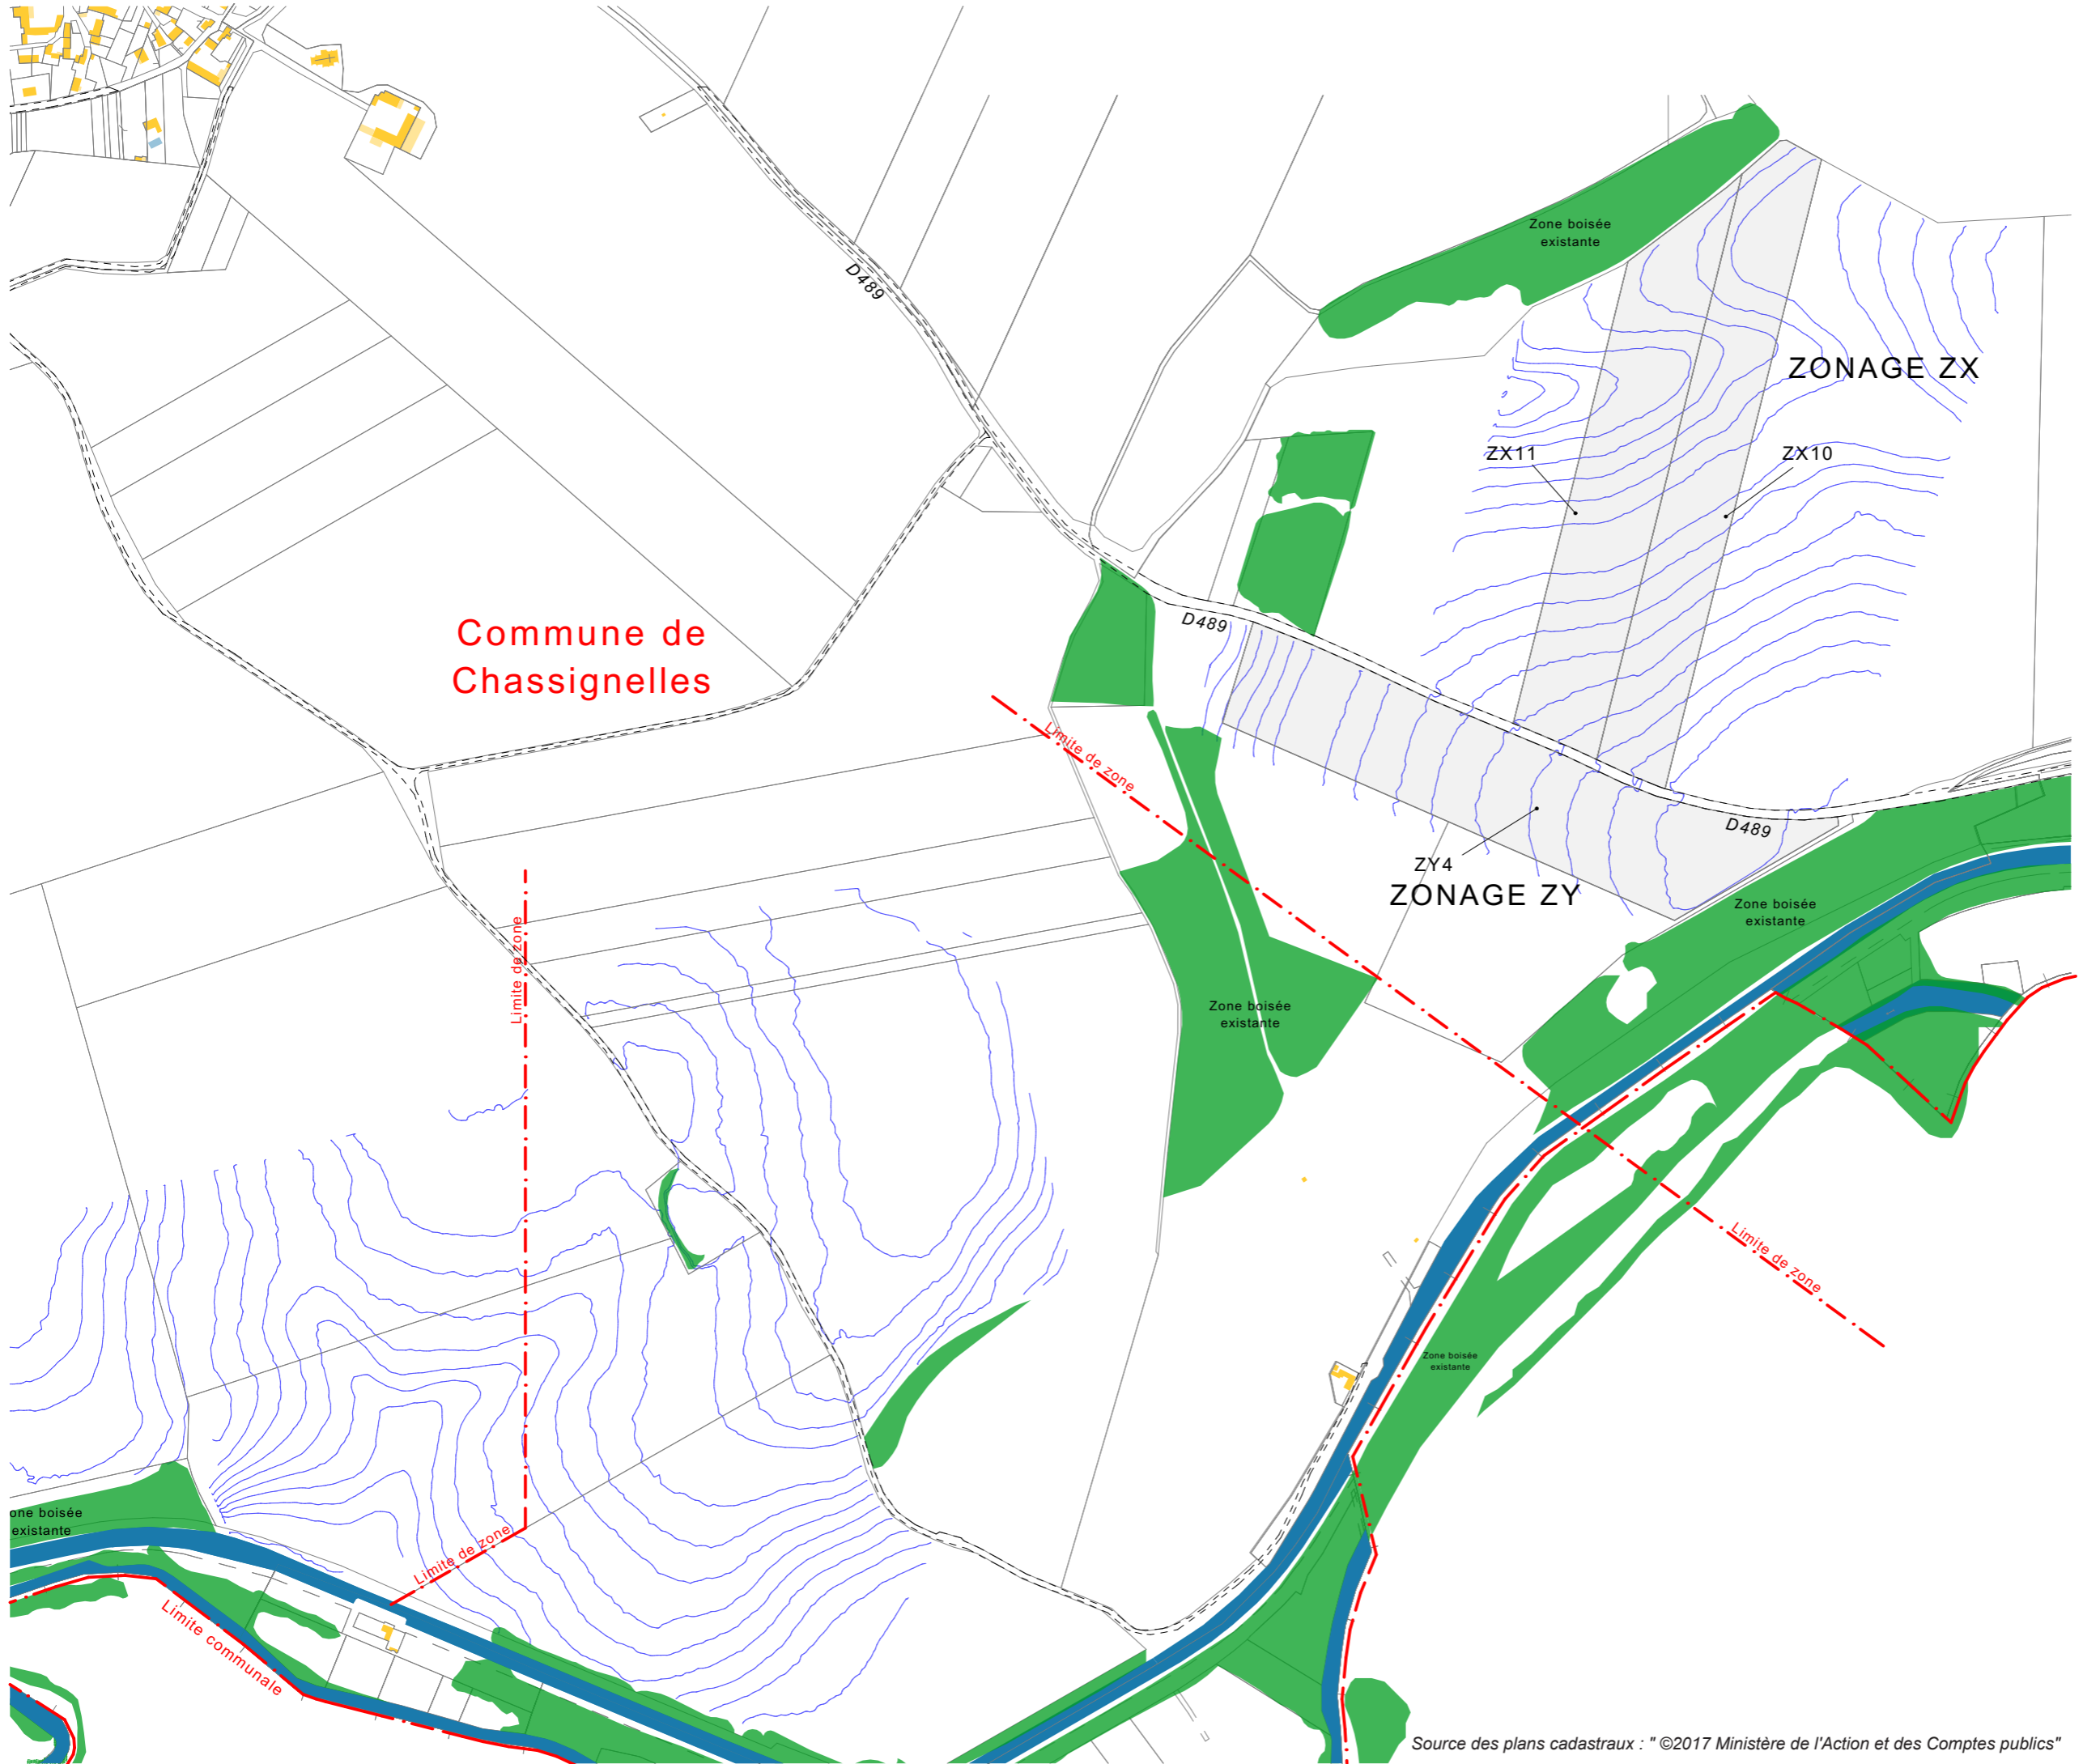 Zone boisée
existante
D489
ZONAGE ZX
ZX11
ZX10
Commune de
Chassignelles
D489
Limite de zone
D489
ZY4
ZONAGE ZY
Zone boisée
existante
Limite de zone
Zone boisée
existante
Limite de zone
Zone boisée
existante
one boisée
existante
Limite de zone
Limite communale
Source des plans cadastraux : " ©2017 Ministère de l'Action et des Comptes publics"